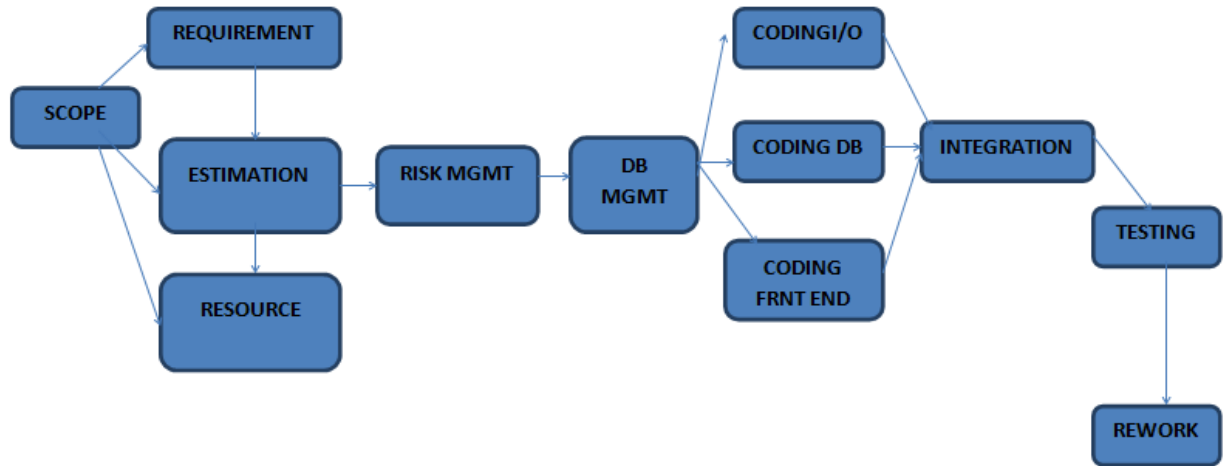 REQUIREMENT
SCOPE
ESTIMATION
RESOURCE
RISK MGMT
DB
MGMT
CODINGI/O
CODING DB
CODING
FRNT END
INTEGRATION
TESTING
REWORK